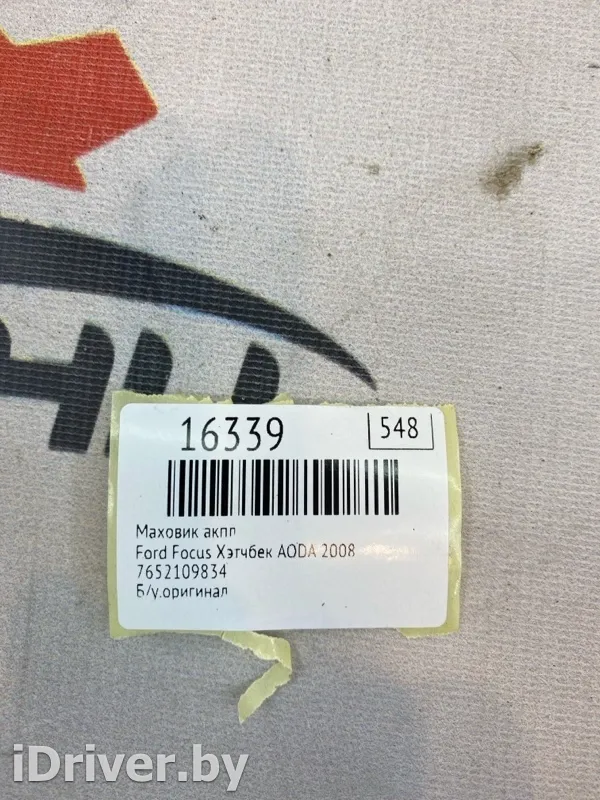 16339
548
Маховик акпп
Ford Focus Хэтчбек AODA 2008
7652109834
Б/у.оригинал
iDriver.by